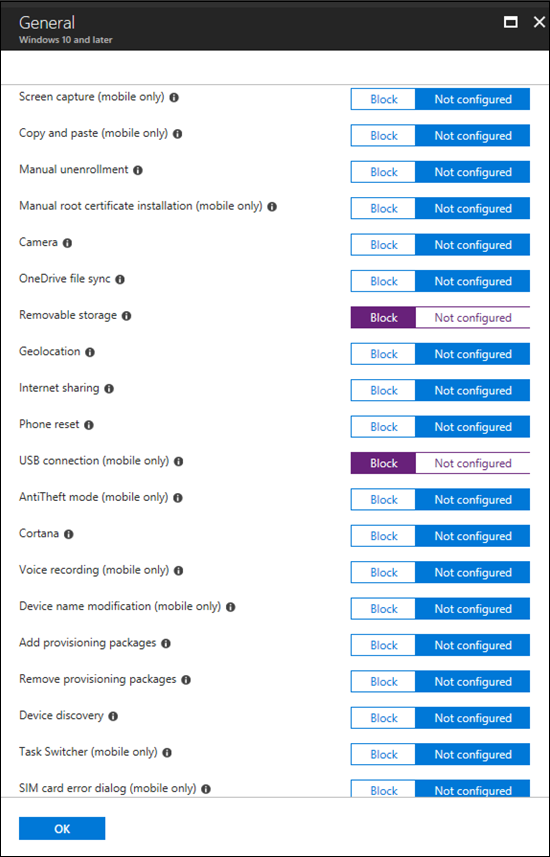 General
Windows 10 and later
Screen capture (mobile only) Block Not configured
Copy and paste (mobile only) Block Not configured
Manual unenrollment Block Not configured
Manual root certificate installation (mobile only) Block Not configured
Camera Block Not configured
OneDrive file sync Block Not configured
Removable storage Block Not configured
Geolocation Block Not configured
Internet sharing Block Not configured
Phone reset Block Not configured
USB connection (mobile only) Block Not configured
AntiTheft mode (mobile only) Block Not configured
Cortana Block Not configured
Voice recording (mobile only) Block Not configured
Device name modification (mobile only) Block Not configured
Add provisioning packages Block Not configured
Remove provisioning packages Block Not configured
Device discovery Block Not configured
Task Switcher (mobile only) Block Not configured
SIM card error dialog (mobile only) Block Not configured
OK